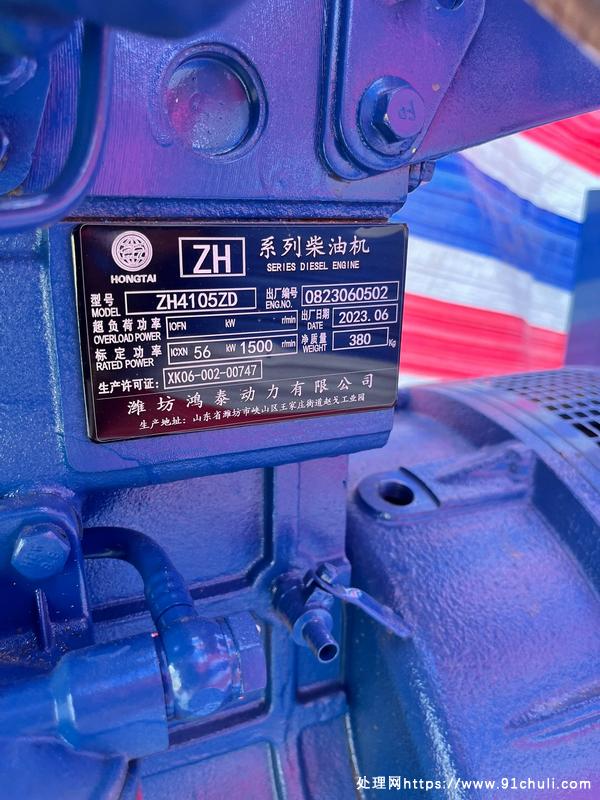 HONGTAI
ZH
系列柴油机
SERIES DIESEL ENGINE
型号
MODEL
ZH4105ZD
出厂编号
ENG.NO.
0823060502
超负荷功率
OVERLOAD POWER
IOFN kW r/min
出厂日期
DATE
2023.06
标定功率
RATED POWER
ICXN 56 kW 1500 r/min
净质量
WEIGHT
380 Kg
生产许可证: XK06-002-00747
潍坊鸿泰动力有限公司
生产地址: 山东省潍坊市峡山区王家庄街道赵戈工业园
8
处理网https://www.91chuli.com